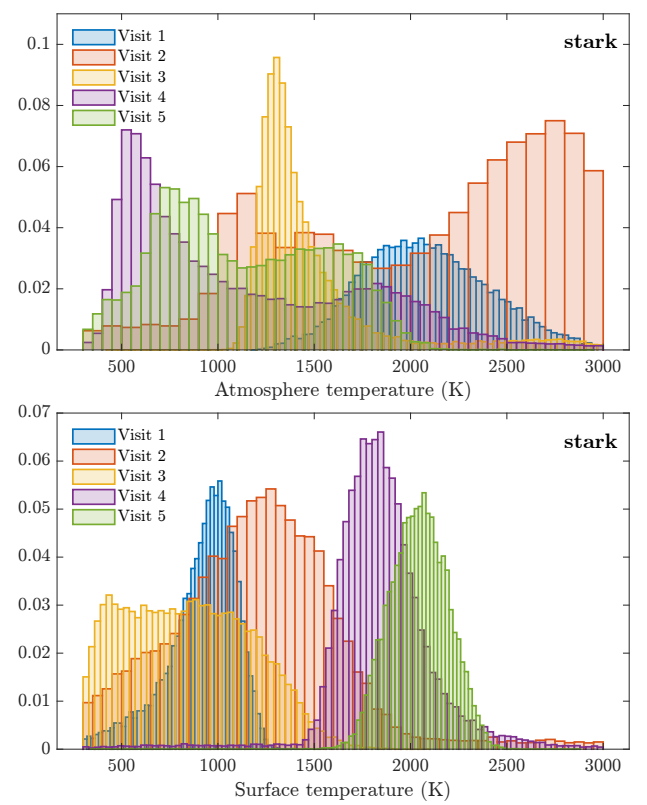 0.1
0.08
0.06
0.04
0.02
0
Visit 1
Visit 2
Visit 3
Visit 4
Visit 5
stark
500 1000 1500 2000 2500 3000
Atmosphere temperature (K)
0.07
0.06
0.05
0.04
0.03
0.02
0.01
0
Visit 1
Visit 2
Visit 3
Visit 4
Visit 5
stark
500 1000 1500 2000 2500 3000
Surface temperature (K)